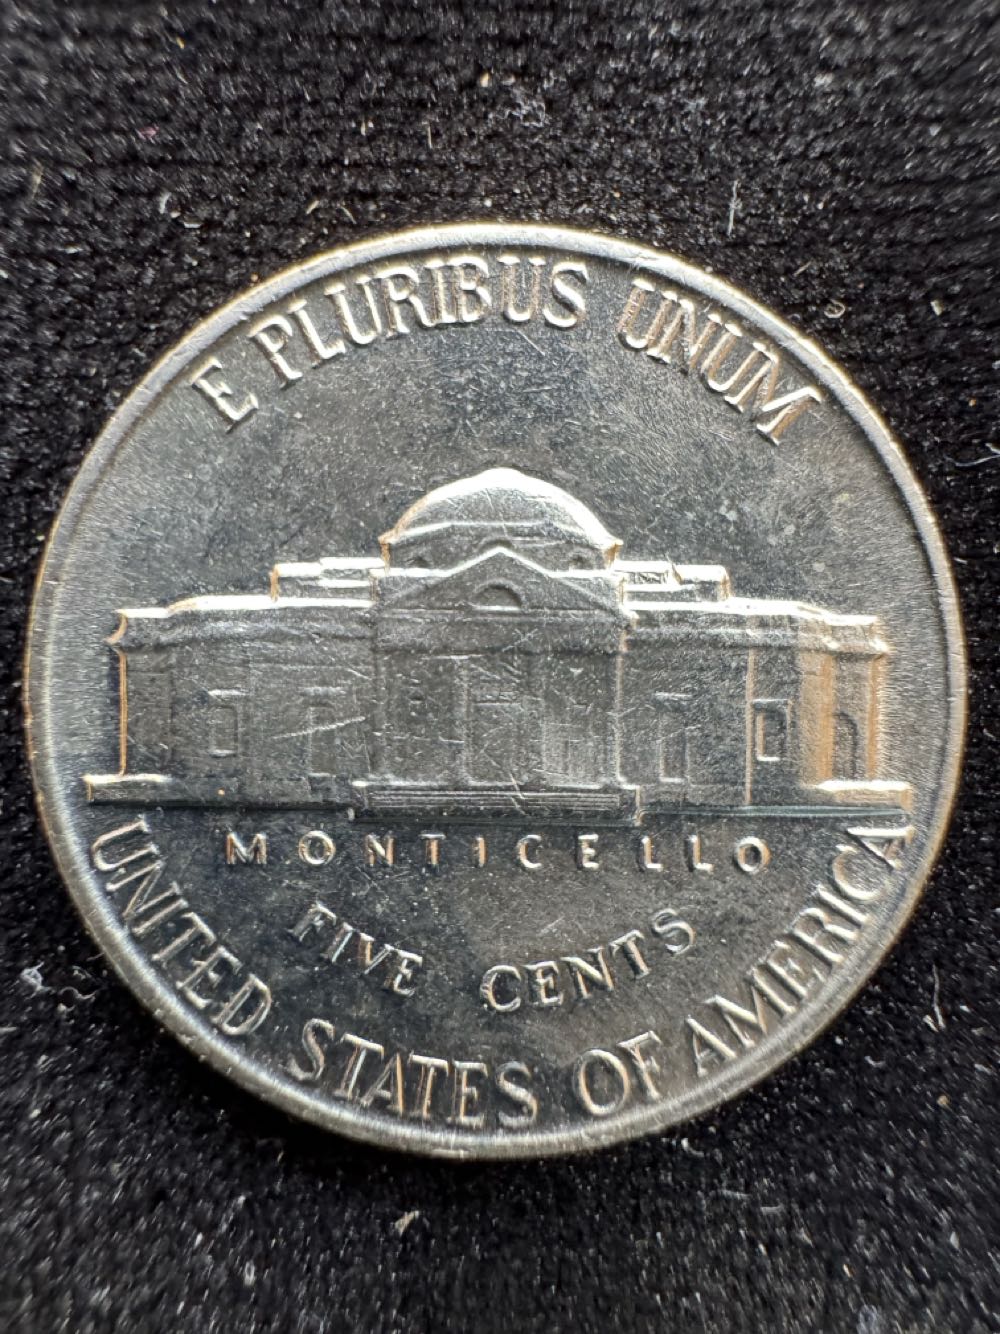 E PLURIBUS UNUM
MONTICELLO
FIVE CENTS
UNITED STATES OF AMERICA